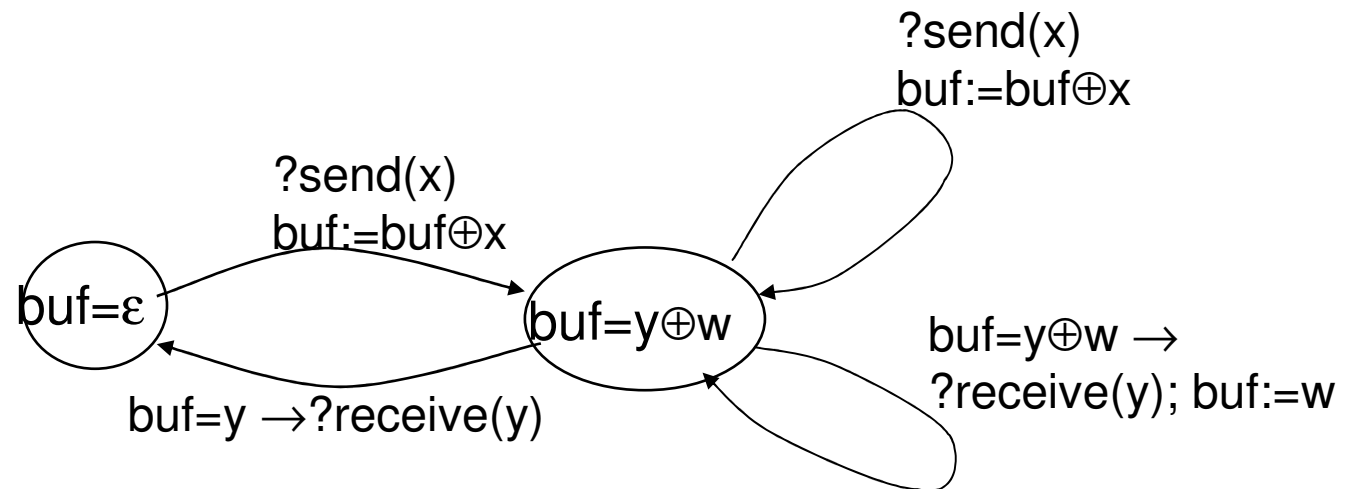 ?send(x)
buf:=buf⊕x
?send(x)
buf:=buf⊕x
buf=ε
buf=y⊕w
buf=y⊕w →
?receive(y); buf:=w
buf=y →?receive(y)